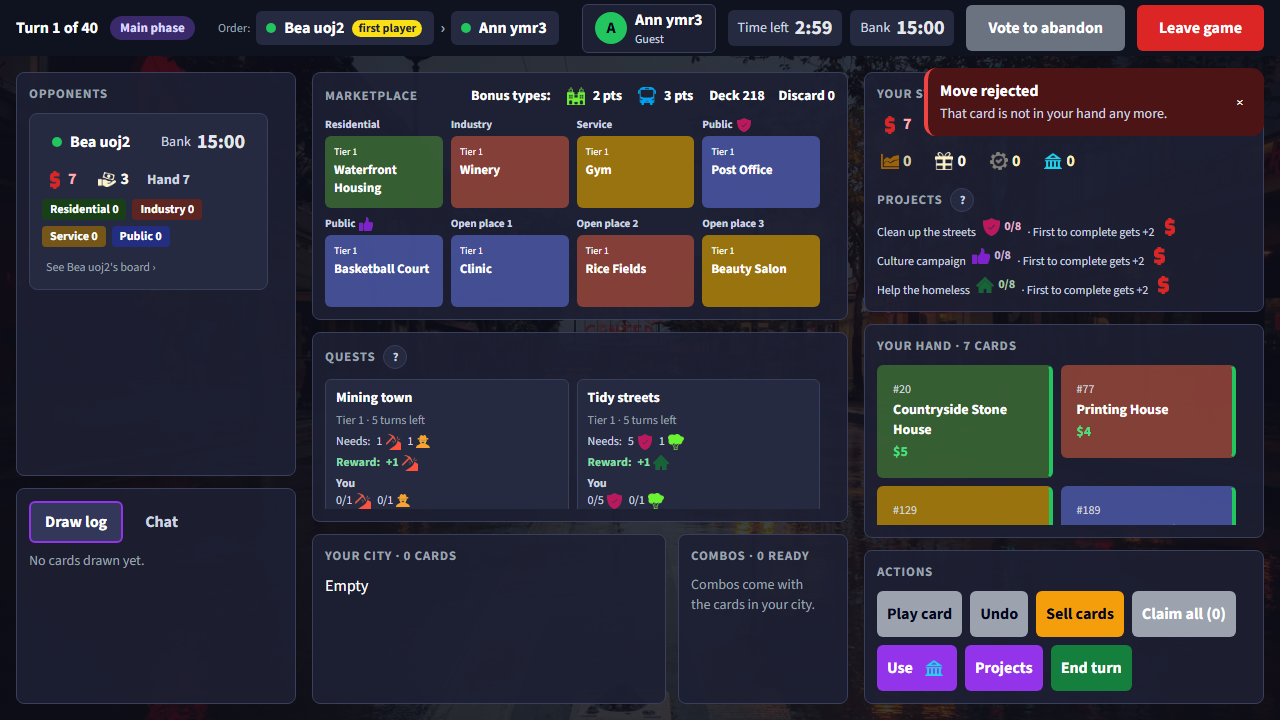 Turn 1 of 40
Main phase
Order:
Bea uoj2
first player
›
Ann ymr3
A
Ann ymr3
Guest
Time left 2:59
Bank 15:00
Vote to abandon
Leave game
OPPONENTS
Bea uoj2
Bank 15:00
7
3
Hand 7
Residential 0
Industry 0
Service 0
Public 0
See Bea uoj2's board ›
Draw log
Chat
No cards drawn yet.
MARKETPLACE
Bonus types:
2 pts
3 pts
Deck 218
Discard 0
Residential
Industry
Service
Public
Tier 1
Waterfront
Housing
Tier 1
Winery
Tier 1
Gym
Tier 1
Post Office
Public
Open place 1
Open place 2
Open place 3
Tier 1
Basketball Court
Tier 1
Clinic
Tier 1
Rice Fields
Tier 1
Beauty Salon
QUESTS
?
Mining town
Tier 1 · 5 turns left
Needs: 1 1
Reward: +1
You
0/1 0/1
Tidy streets
Tier 1 · 5 turns left
Needs: 5 1
Reward: +1
You
0/5 0/1
YOUR CITY · 0 CARDS
Empty
COMBOS · 0 READY
Combos come with
the cards in your city.
YOUR S
Move rejected
That card is not in your hand any more.
×
7
0
0
0
0
PROJECTS
?
Clean up the streets 0/8 · First to complete gets +2
Culture campaign 0/8 · First to complete gets +2
Help the homeless 0/8 · First to complete gets +2
YOUR HAND · 7 CARDS
#20
Countryside Stone
House
$5
#77
Printing House
$4
#129
#189
ACTIONS
Play card
Undo
Sell cards
Claim all (0)
Use
Projects
End turn